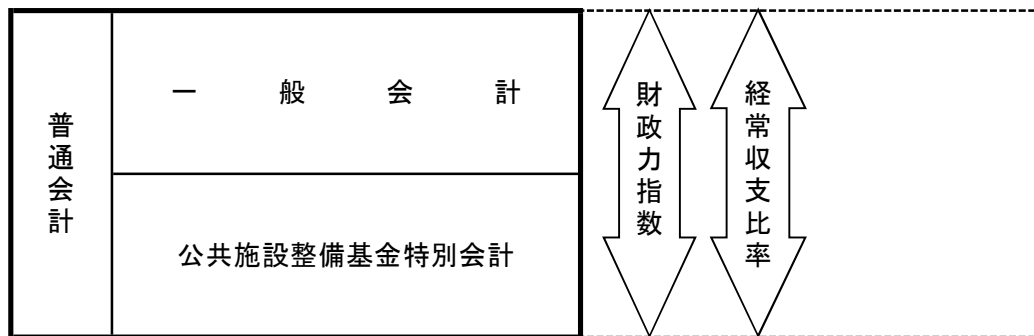 普通会計
一般会計
公共施設整備基金特別会計
財政力指数
経常収支比率